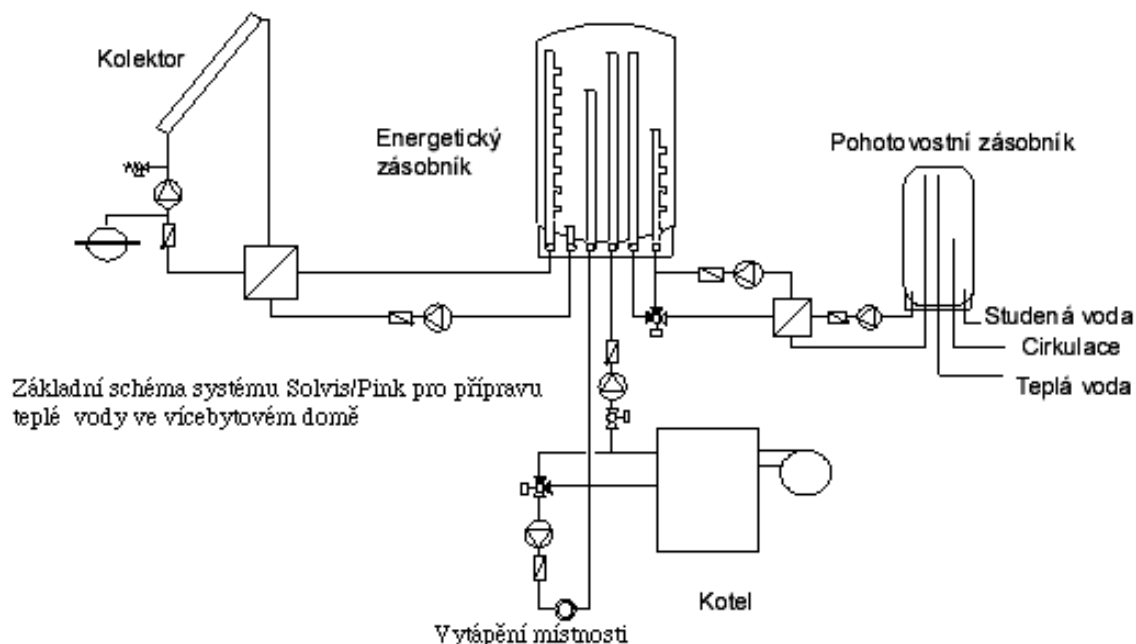 Kolektor
Energetický
zásobník
Pohotovostní zásobník
Studená voda
Cirkulace
Teplá voda
Základní schéma systému Solvis/Pink pro přípravu
teplé vody ve vícebytovém domě
Kotel
Vytápění místnosti